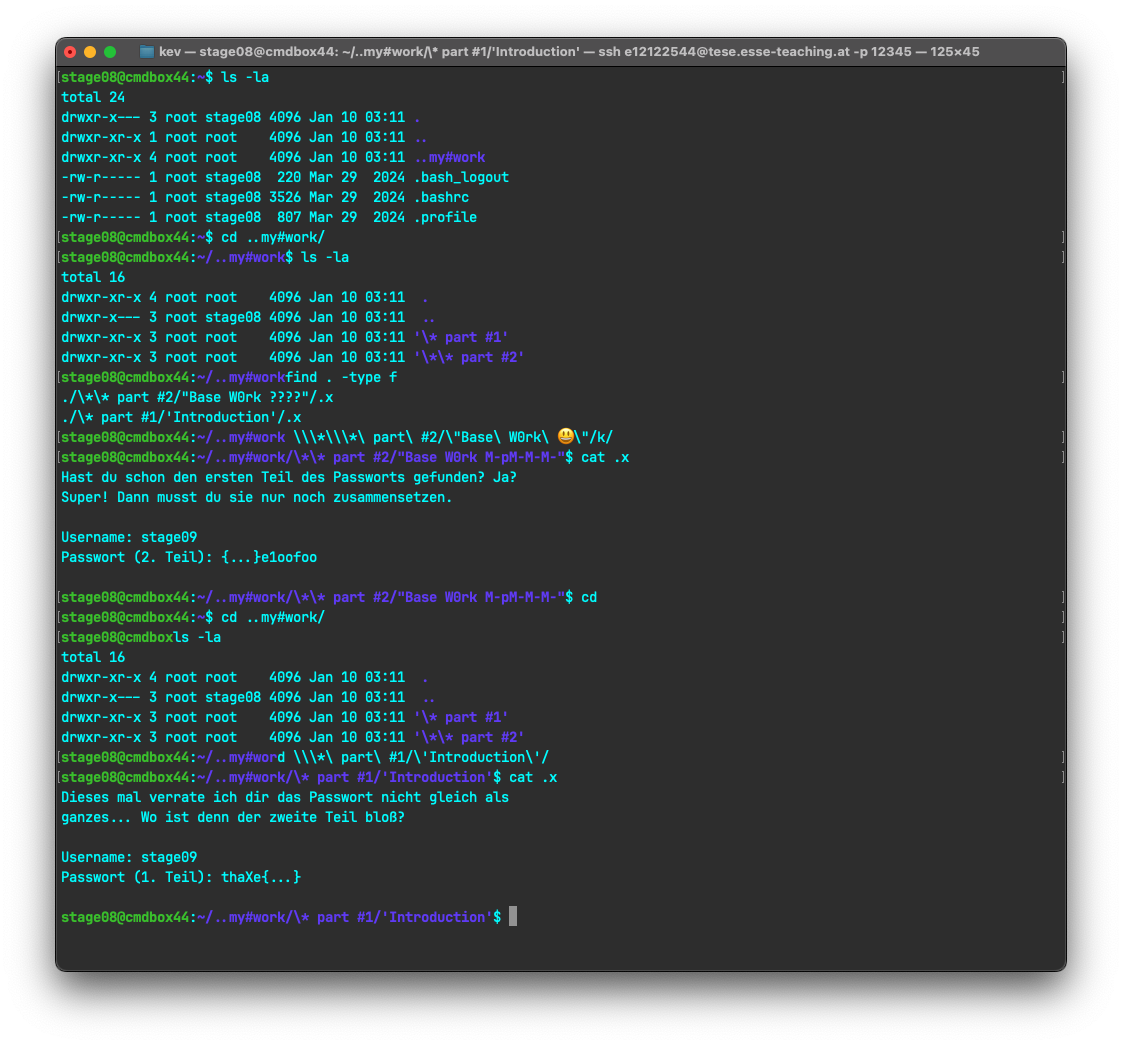 kev — stage08@cmdbox44: ~/..my#work/\* part #1/'Introduction' — ssh e12122544@tese.esse-teaching.at -p 12345 — 125×45
[stage08@cmdbox44:~$ ls -la ]
total 24
drwxr-x--- 3 root stage08 4096 Jan 10 03:11 .
drwxr-xr-x 1 root root    4096 Jan 10 03:11 ..
drwxr-xr-x 4 root root    4096 Jan 10 03:11 ..my#work
-rw-r----- 1 root stage08  220 Mar 29  2024 .bash_logout
-rw-r----- 1 root stage08 3526 Mar 29  2024 .bashrc
-rw-r----- 1 root stage08  807 Mar 29  2024 .profile
[stage08@cmdbox44:~$ cd ..my#work/ ]
[stage08@cmdbox44:~/..my#work$ ls -la ]
total 16
drwxr-xr-x 4 root root    4096 Jan 10 03:11  .
drwxr-x--- 3 root stage08 4096 Jan 10 03:11  ..
drwxr-xr-x 3 root root    4096 Jan 10 03:11 '\* part #1'
drwxr-xr-x 3 root root    4096 Jan 10 03:11 '\*\* part #2'
[stage08@cmdbox44:~/..my#workfind . -type f ]
./\*\* part #2/"Base W0rk ????"/.x
./\* part #1/'Introduction'/.x
[stage08@cmdbox44:~/..my#work \\\*\\\*\ part\ #2/\"Base\ W0rk\ 😃\"/k/ ]
[stage08@cmdbox44:~/..my#work/\*\* part #2/"Base W0rk M-pM-M-M-"$ cat .x ]
Hast du schon den ersten Teil des Passworts gefunden? Ja?
Super! Dann musst du sie nur noch zusammensetzen.
Username: stage09
Passwort (2. Teil): {...}e1oofoo
[stage08@cmdbox44:~/..my#work/\*\* part #2/"Base W0rk M-pM-M-M-"$ cd ]
[stage08@cmdbox44:~$ cd ..my#work/ ]
[stage08@cmdboxls -la ]
total 16
drwxr-xr-x 4 root root    4096 Jan 10 03:11  .
drwxr-x--- 3 root stage08 4096 Jan 10 03:11  ..
drwxr-xr-x 3 root root    4096 Jan 10 03:11 '\* part #1'
drwxr-xr-x 3 root root    4096 Jan 10 03:11 '\*\* part #2'
[stage08@cmdbox44:~/..my#word \\\*\ part\ #1/\'Introduction\'/ ]
[stage08@cmdbox44:~/..my#work/\* part #1/'Introduction'$ cat .x ]
Dieses mal verrate ich dir das Passwort nicht gleich als
ganzes... Wo ist denn der zweite Teil bloß?
Username: stage09
Passwort (1. Teil): thaXe{...}
stage08@cmdbox44:~/..my#work/\* part #1/'Introduction'$